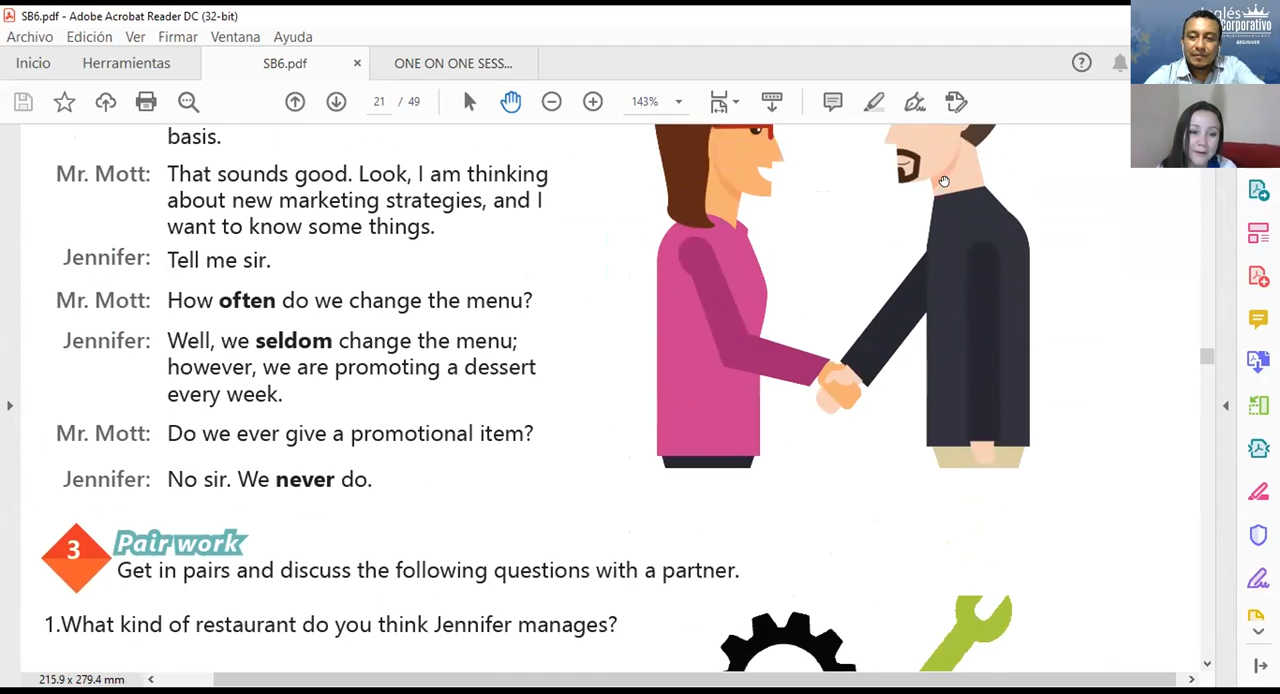 SB6.pdf - Adobe Acrobat Reader DC (32-bit)
Archivo Edición Ver Firmar Ventana Ayuda
Inicio Herramientas SB6.pdf × ONE ON ONE SESS...
21 / 49 143%
Inglés
Corporativo
BEGINNER
basis.
Mr. Mott: That sounds good. Look, I am thinking
about new marketing strategies, and I
want to know some things.
Jennifer: Tell me sir.
Mr. Mott: How often do we change the menu?
Jennifer: Well, we seldom change the menu;
however, we are promoting a dessert
every week.
Mr. Mott: Do we ever give a promotional item?
Jennifer: No sir. We never do.
3 Pair work
Get in pairs and discuss the following questions with a partner.
1.What kind of restaurant do you think Jennifer manages?
215.9 x 279.4 mm